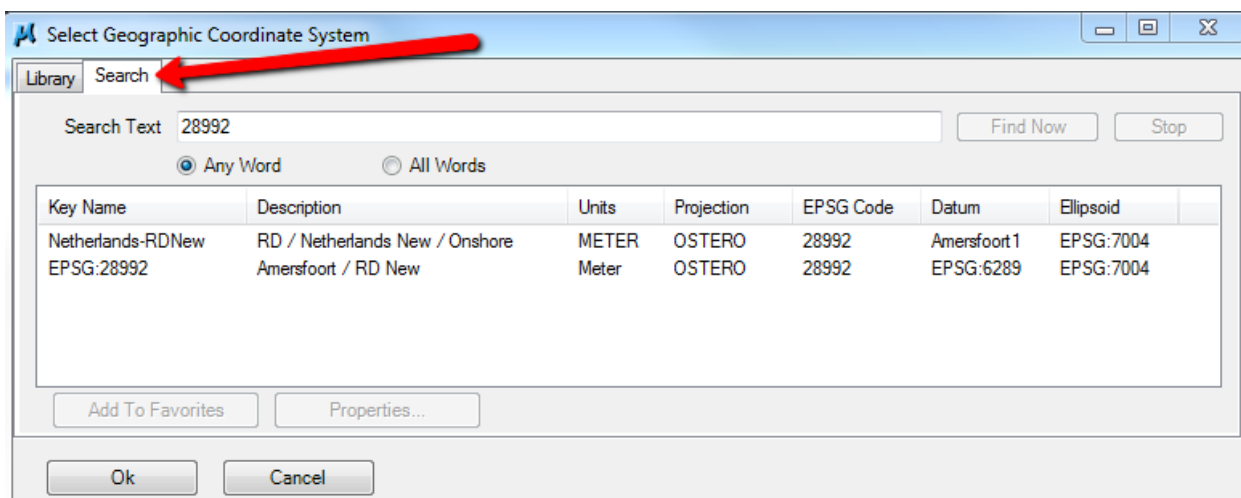 Select Geographic Coordinate System
Library Search
Search Text 28992 Find Now Stop
Any Word All Words
Key Name Description Units Projection EPSG Code Datum Ellipsoid
Netherlands-RDNew RD / Netherlands New / Onshore METER OSTERO 28992 Amersfoort1 EPSG:7004
EPSG:28992 Amersfoort / RD New Meter OSTERO 28992 EPSG:6289 EPSG:7004
Add To Favorites Properties...
Ok Cancel